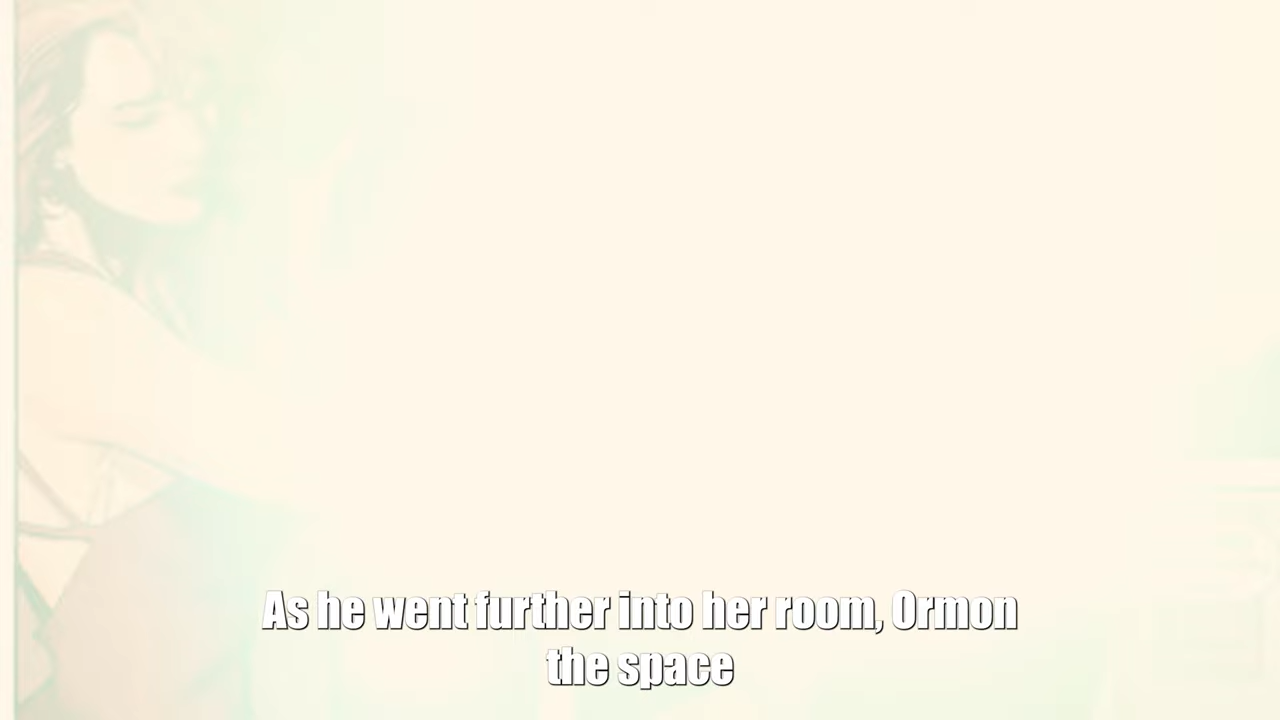 As he went further into her room, Ormon
the space